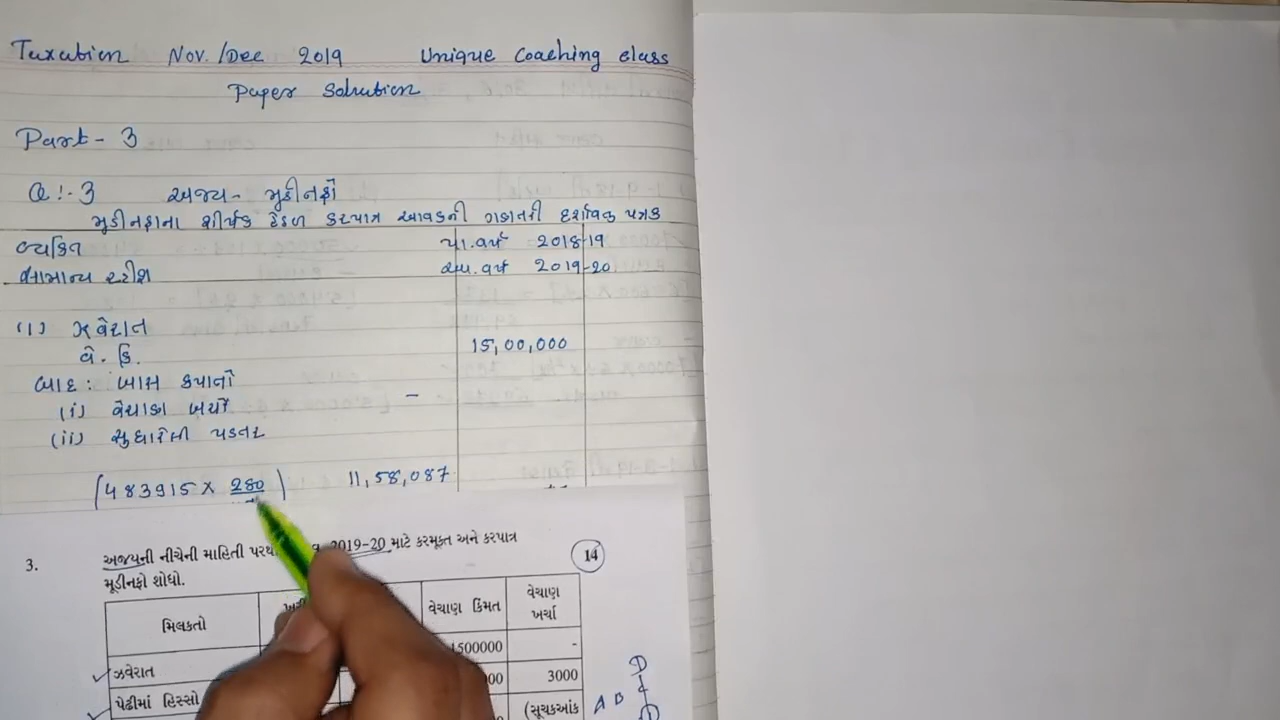 Taxation Nov./Dec 2019 Unique Coaching class
Paper Solution
Part - 3
Q:- 3 અજય - મુડીનફો
મુડીનફાના શીર્ષક હેઠળ કરપાત્ર આવકની ગણતરી દર્શાવતુ પત્રક
વ્યકિત પા.વર્ષ 2018-19
સામાન્ય રહીશ આ.વર્ષ 2019-20
(1) ઝવેરાત
વે. કિ. 15,00,000
બાદ : ખાસ કપાતો
(i) વેચાણ ખર્ચ –
(ii) સુધારેલી પડતર
(483915 × 280 ) 11,58,087
3. અજયની નીચેની માહિતી પરથી 2019-20 માટે કરમુક્ત અને કરપાત્ર 14
મૂડીનફો શોધો.
મિલકતો વેચાણ કિંમત વેચાણ ખર્ચા
ઝવેરાત 1500000 -
પેઢીમાં હિસ્સો 3000
(સૂચકઆંક
A B D